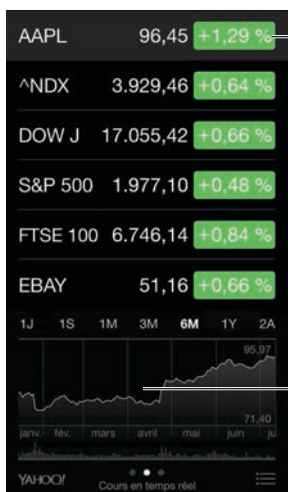 AAPL 96,45 +1,29 %
^NDX 3.929,46 +0,64 %
DOW J 17.055,42 +0,66 %
S&P 500 1.977,10 +0,48 %
FTSE 100 6.746,14 +0,84 %
EBAY 51,16 +0,66 %
1J 1S 1M 3M 6M 1Y 2A
95,97
71,40
janv. fév. mars avril mai juin ju
YAHOO! Cours en temps réel